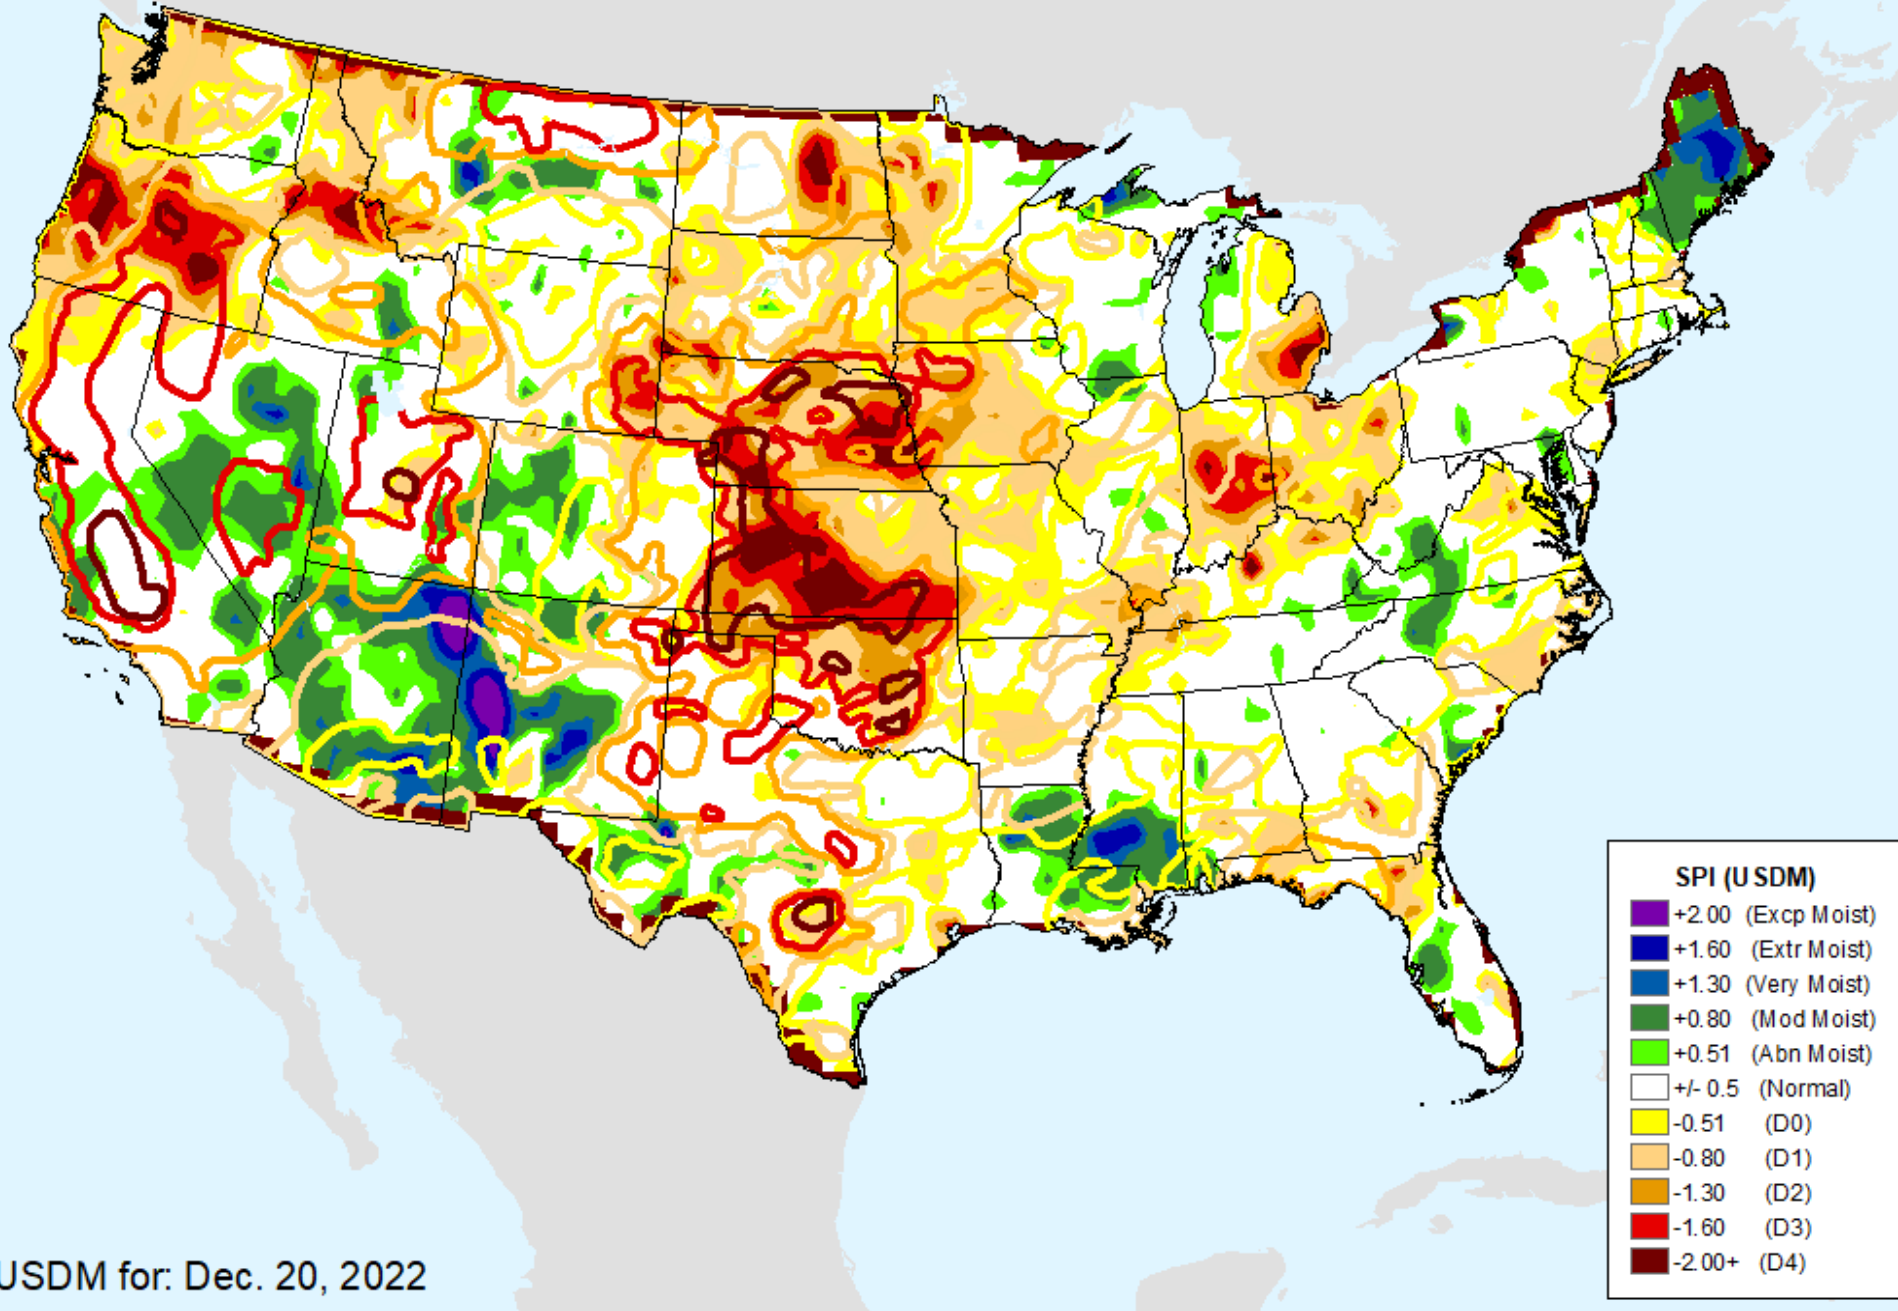 SPI (USDM)
+2.00 (Excp Moist)
+1.60 (Extr Moist)
+1.30 (Very Moist)
+0.80 (Mod Moist)
+0.51 (Abn Moist)
+/- 0.5 (Normal)
-0.51 (D0)
-0.80 (D1)
-1.30 (D2)
-1.60 (D3)
-2.00+ (D4)
USDM for: Dec. 20, 2022